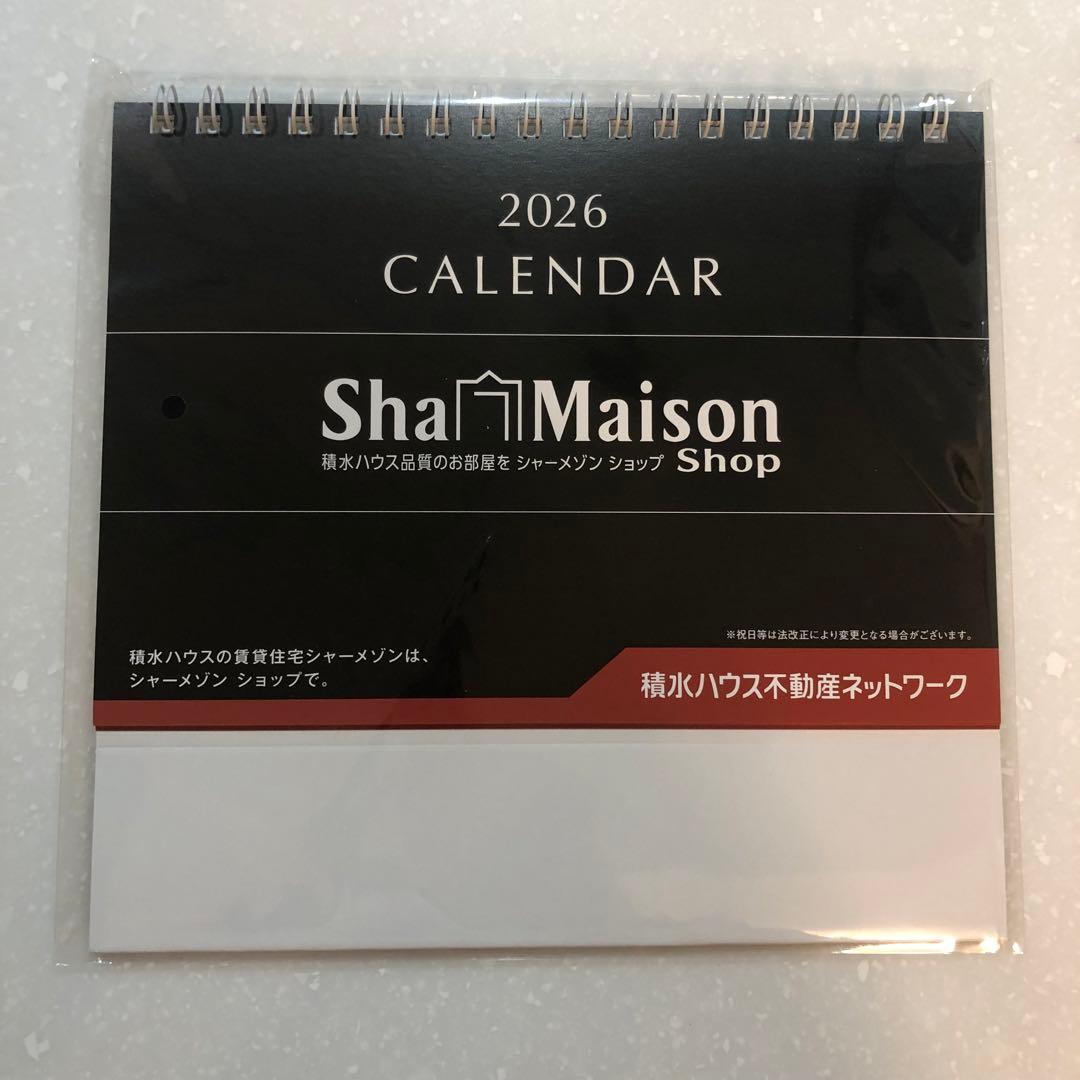 2026
CALENDAR
Sha Maison
積水ハウス品質のお部屋を シャーメゾン ショップ Shop
※祝日等は法改正により変更となる場合がございます。
積水ハウスの賃貸住宅シャーメゾンは、
シャーメゾン ショップで。
積水ハウス不動産ネットワーク